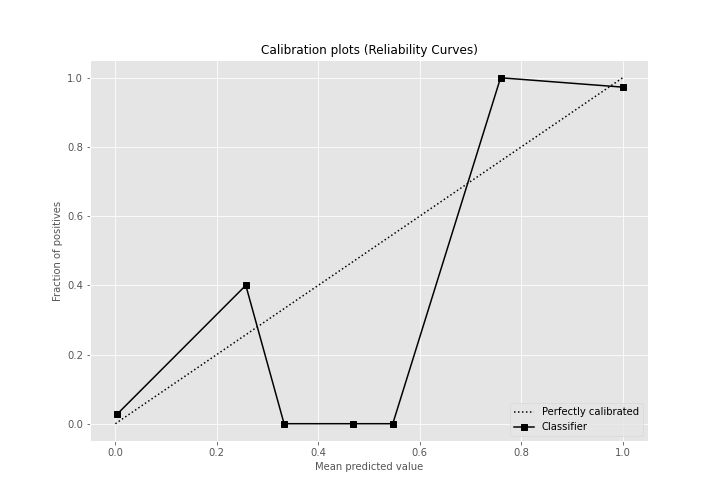 Calibration plots (Reliability Curves)
1.0
0.8
0.6
0.4
0.2
0.0
Fraction of positives
0.0 0.2 0.4 0.6 0.8 1.0
Mean predicted value
Perfectly calibrated
Classifier